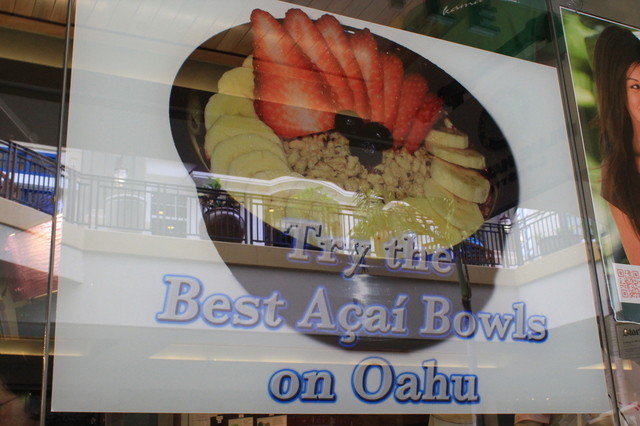 Try the
Best Açaí Bowls
on Oahu